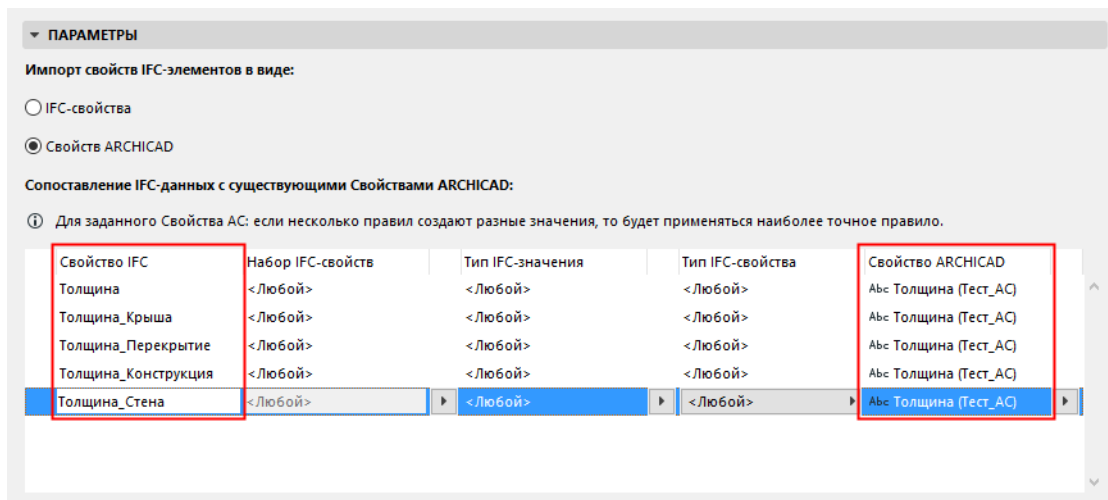 ПАРАМЕТРЫ
Импорт свойств IFC-элементов в виде:
IFC-свойства
Свойств ARCHICAD
Сопоставление IFC-данных с существующими Свойствами ARCHICAD:
Для заданного Свойства AC: если несколько правил создают разные значения, то будет применяться наиболее точное правило.
Свойство IFC Набор IFC-свойств Тип IFC-значения Тип IFC-свойства Свойство ARCHICAD
Толщина <Любой> <Любой> <Любой> Abc Толщина (Тест_АС)
Толщина_Крыша <Любой> <Любой> <Любой> Abc Толщина (Тест_АС)
Толщина_Перекрытие <Любой> <Любой> <Любой> Abc Толщина (Тест_АС)
Толщина_Конструкция <Любой> <Любой> <Любой> Abc Толщина (Тест_АС)
Толщина_Стена <Любой> <Любой> <Любой> Abc Толщина (Тест_АС)